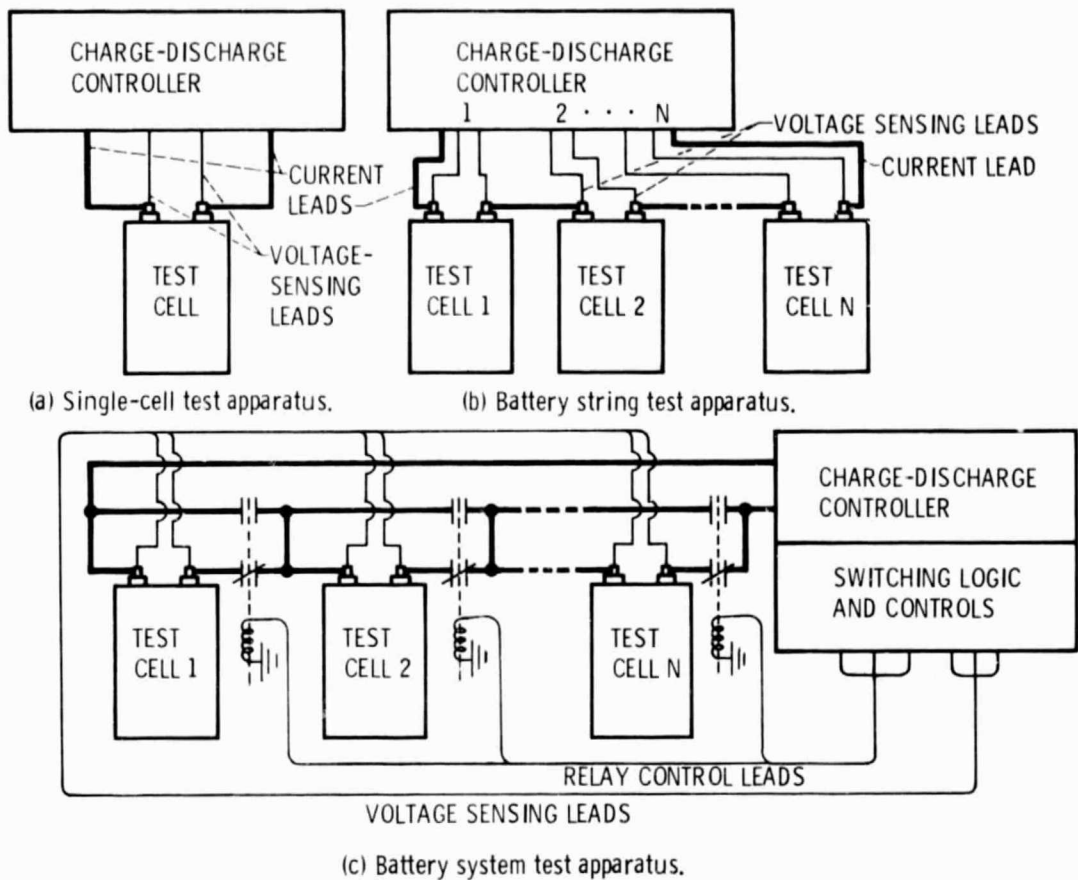 CHARGE-DISCHARGE
CONTROLLER
CURRENT
LEADS
VOLTAGE-
SENSING
LEADS
TEST
CELL
(a) Single-cell test apparatus.
CHARGE-DISCHARGE
CONTROLLER
1 2 · · · N
VOLTAGE SENSING LEADS
CURRENT LEAD
TEST
CELL 1
TEST
CELL 2
TEST
CELL N
(b) Battery string test apparatus.
CHARGE-DISCHARGE
CONTROLLER
SWITCHING LOGIC
AND CONTROLS
TEST
CELL 1
TEST
CELL 2
TEST
CELL N
RELAY CONTROL LEADS
VOLTAGE SENSING LEADS
(c) Battery system test apparatus.